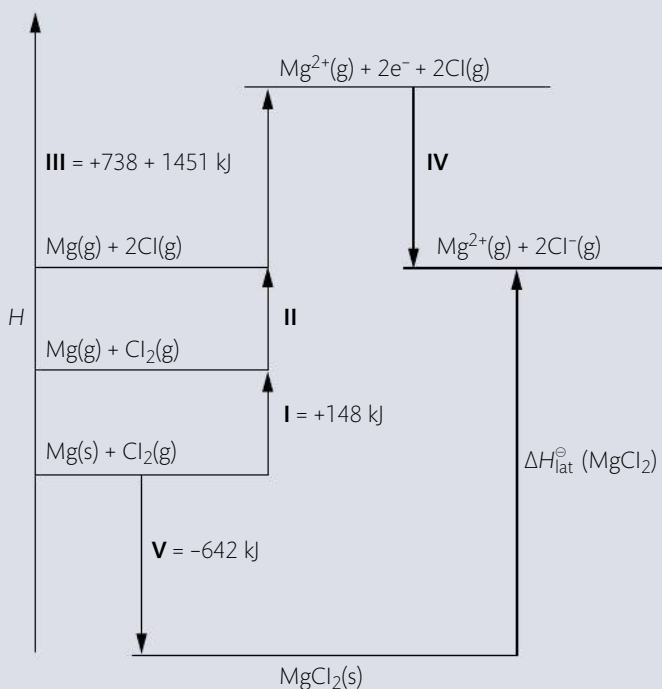 Mg²⁺(g) + 2e⁻ + 2Cl(g)
III = +738 + 1451 kJ
IV
Mg(g) + 2Cl(g)
Mg²⁺(g) + 2Cl⁻(g)
H
II
Mg(g) + Cl₂(g)
I = +148 kJ
Mg(s) + Cl₂(g)
ΔH⦵lat (MgCl₂)
V = –642 kJ
MgCl₂(s)